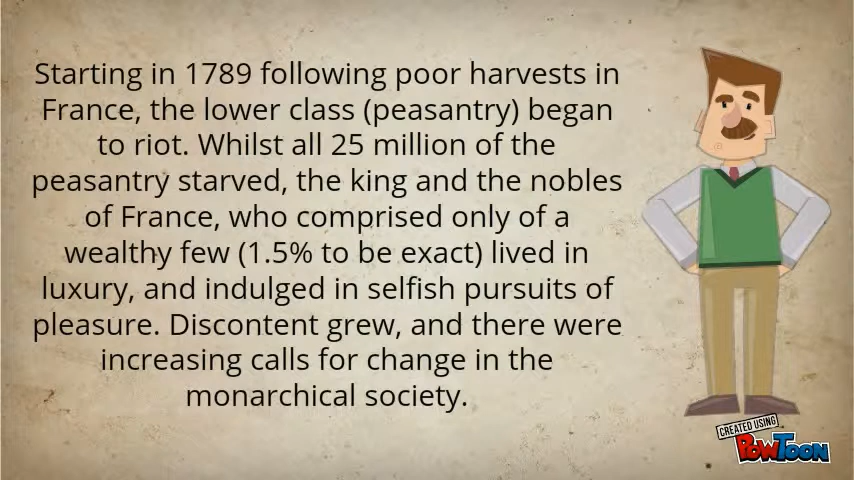 Starting in 1789 following poor harvests in
France, the lower class (peasantry) began
to riot. Whilst all 25 million of the
peasantry starved, the king and the nobles
of France, who comprised only of a
wealthy few (1.5% to be exact) lived in
luxury, and indulged in selfish pursuits of
pleasure. Discontent grew, and there were
increasing calls for change in the
monarchical society.
CREATED USING
POWTOON